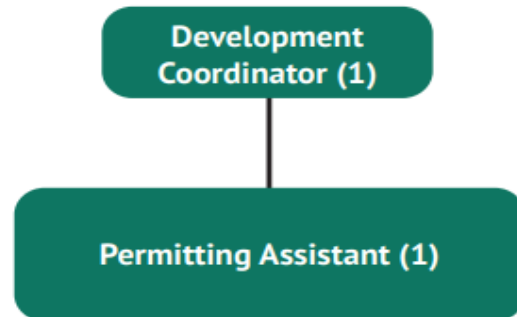 Development
Coordinator (1)
Permitting Assistant (1)